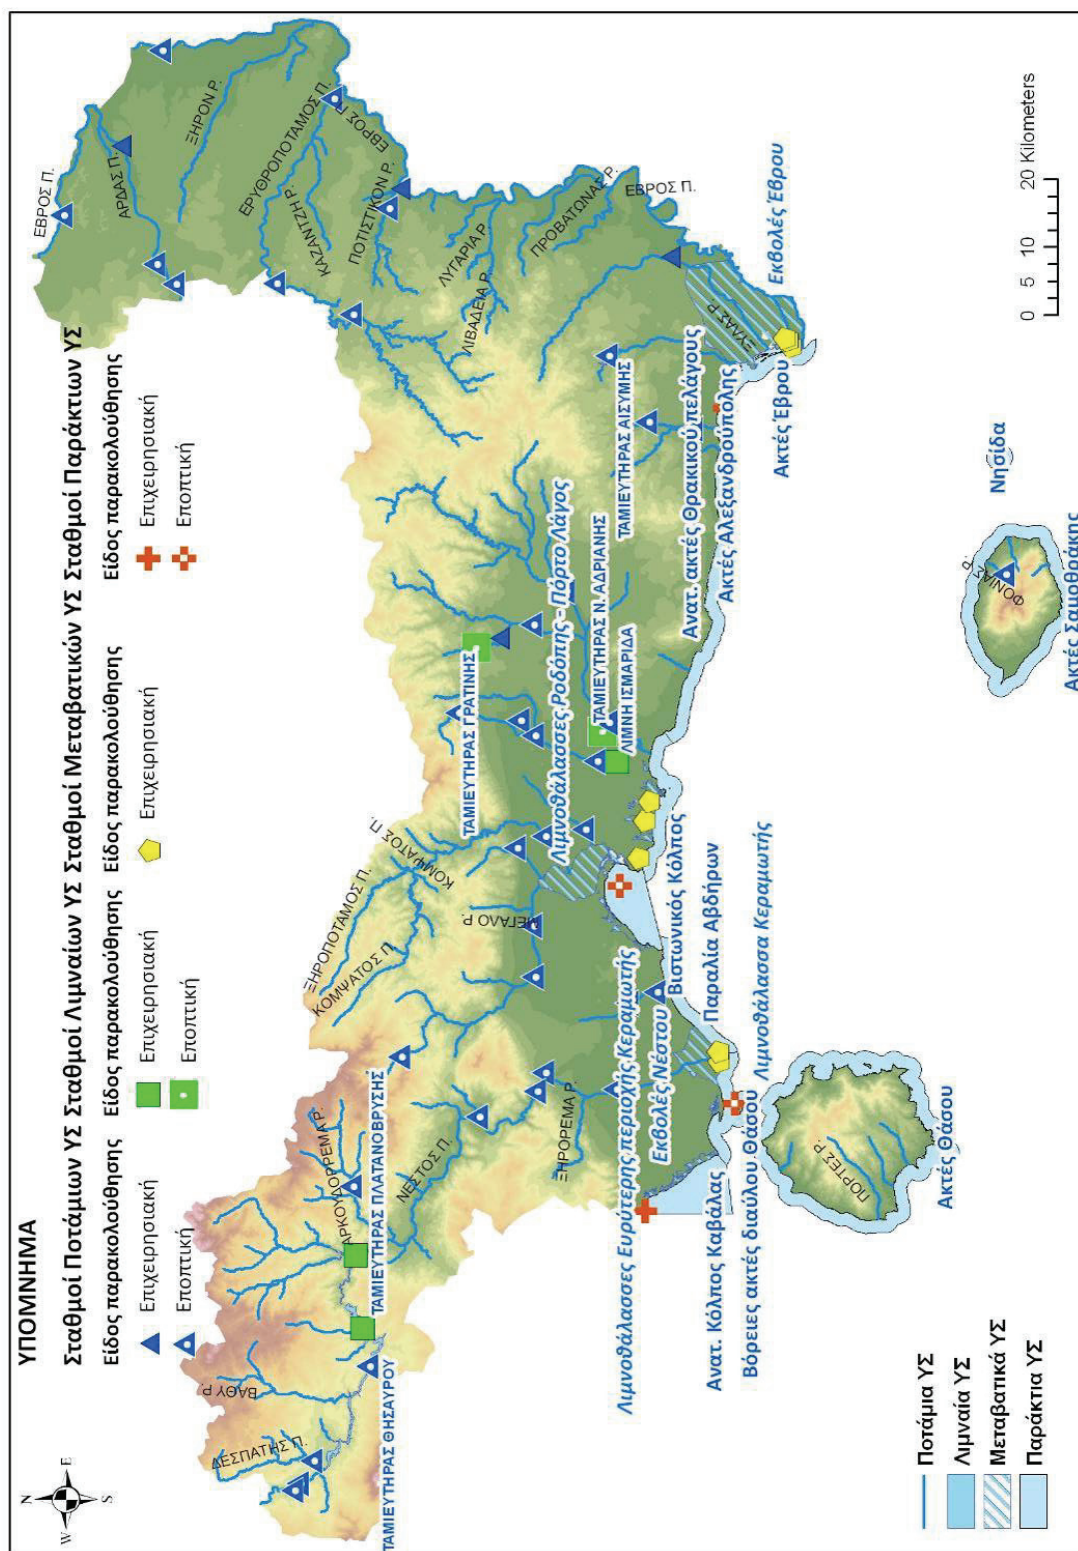 ΥΠΟΜΝΗΜΑ
Σταθμοί Ποτάμιων ΥΣ Σταθμοί Λιμναίων ΥΣ Σταθμοί Μεταβατικών ΥΣ Σταθμοί Παράκτιων ΥΣ
Είδος παρακολούθησης Είδος παρακολούθησης Είδος παρακολούθησης Είδος παρακολούθησης
Επιχειρησιακή Επιχειρησιακή Επιχειρησιακή Επιχειρησιακή
Εποπτική Εποπτική Εποπτική
N
W E
S
ΔΕΣΠΑΤΗΣ Π.
ΒΑΘΥ Ρ.
ΤΑΜΙΕΥΤΗΡΑΣ ΘΗΣΑΥΡΟΥ
ΑΡΚΟΥΔΟΡΡΕΜΑ Ρ.
ΤΑΜΙΕΥΤΗΡΑΣ ΠΛΑΤΑΝΟΒΡΥΣΗΣ
ΝΕΣΤΟΣ Π.
ΞΗΡΟΡΕΜΑ Ρ.
ΞΗΡΟΠΟΤΑΜΟΣ Π.
ΚΟΜΨΑΤΟΣ Π.
ΚΟΜΨΑΤΟΣ Π.
ΜΕΓΑΛΟ Ρ.
ΤΑΜΙΕΥΤΗΡΑΣ ΓΡΑΤΙΝΗΣ
Λιμνοθάλασσες Ροδόπης - Πόρτο Λάγος
ΤΑΜΙΕΥΤΗΡΑΣ Ν. ΑΔΡΙΑΝΗΣ
ΛΙΜΝΗ ΙΣΜΑΡΙΔΑ
ΤΑΜΙΕΥΤΗΡΑΣ ΑΙΣΥΜΗΣ
ΕΒΡΟΣ Π.
ΑΡΔΑΣ Π.
ΞΗΡΟΝ Ρ.
ΕΡΥΘΡΟΠΟΤΑΜΟΣ Π.
ΚΑΖΑΝΤΖΗ Ρ.
ΕΒΡΟΣ Π.
ΠΟΤΙΣΤΙΚΟΝ Ρ.
ΛΥΓΑΡΙΑ Ρ.
ΛΙΒΑΔΕΙΑ Ρ.
ΠΡΟΒΑΤΩΝΑΣ Ρ.
ΕΒΡΟΣ Π.
ΞΥΛΑΣ Ρ.
Εκβολές Έβρου
Ακτές Έβρου
Ανατ. ακτές Θρακικού πελάγους
Ακτές Αλεξανδρούπολης
Λιμνοθάλασσες Ευρύτερης περιοχής Κεραμωτής
Εκβολές Νέστου
Βιστωνικός Κόλπος
Παραλία Αβδήρων
Ανατ. Κόλπος Καβάλας
Βόρειες ακτές διαύλου Θάσου
Λιμνοθάλασσα Κεραμωτής
ΠΟΡΤΕΣ Ρ.
Ακτές Θάσου
Νησίδα
ΦΟΝΙΑΣ Ρ.
Ακτές Σαμοθράκης
Ποτάμια ΥΣ
Λιμναία ΥΣ
Μεταβατικά ΥΣ
Παράκτια ΥΣ
0 5 10 20 Kilometers